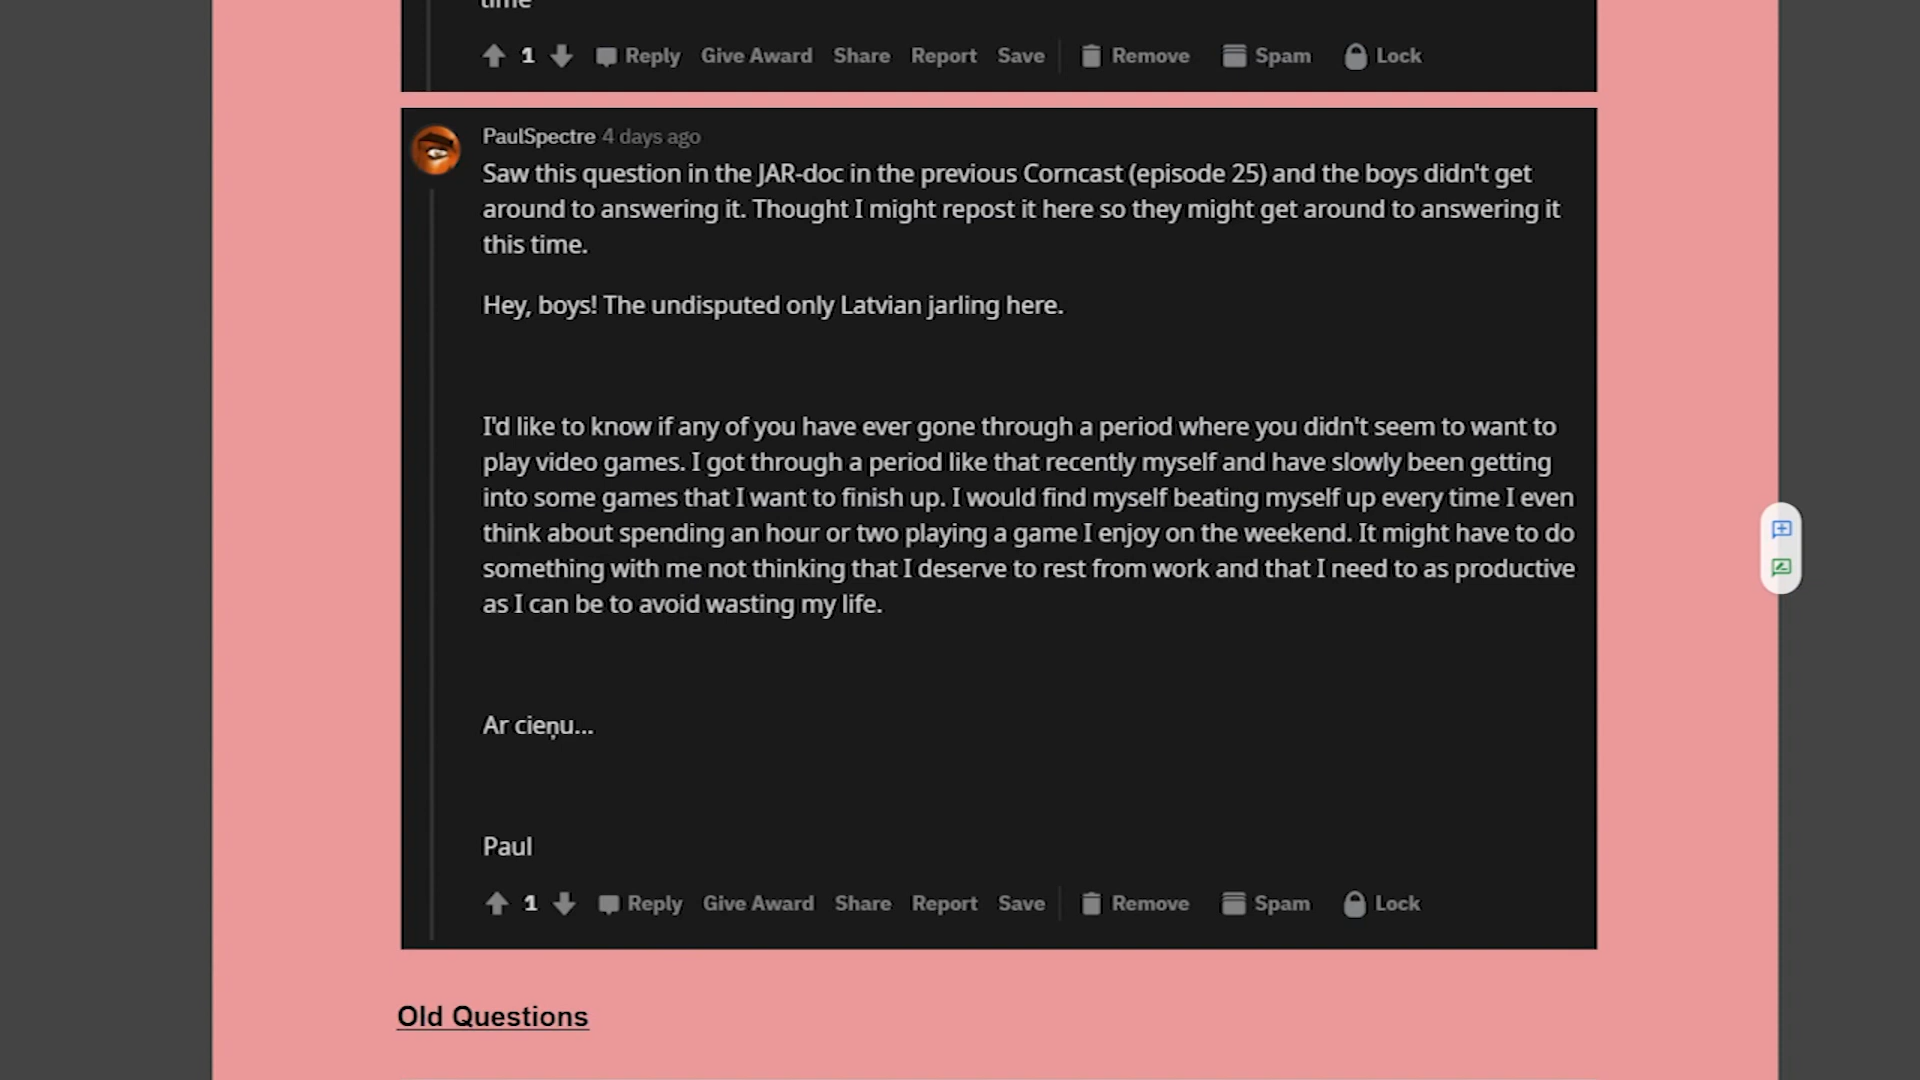 time
1 Reply Give Award Share Report Save Remove Spam Lock
PaulSpectre 4 days ago
Saw this question in the JAR-doc in the previous Corncast (episode 25) and the boys didn't get
around to answering it. Thought I might repost it here so they might get around to answering it
this time.
Hey, boys! The undisputed only Latvian jarling here.
I'd like to know if any of you have ever gone through a period where you didn't seem to want to
play video games. I got through a period like that recently myself and have slowly been getting
into some games that I want to finish up. I would find myself beating myself up every time I even
think about spending an hour or two playing a game I enjoy on the weekend. It might have to do
something with me not thinking that I deserve to rest from work and that I need to as productive
as I can be to avoid wasting my life.
Ar cieņu...
Paul
1 Reply Give Award Share Report Save Remove Spam Lock
Old Questions